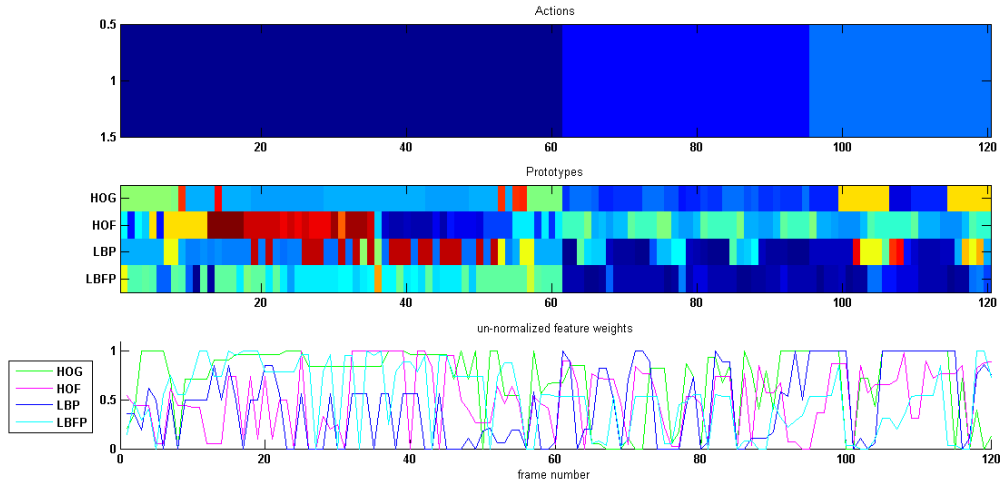 Actions
0.5
1
1.5
20 40 60 80 100 120
Prototypes
HOG
HOF
LBP
LBFP
20 40 60 80 100 120
un-normalized feature weights
HOG
HOF
LBP
LBFP
1
0.5
0
0 20 40 60 80 100 120
frame number